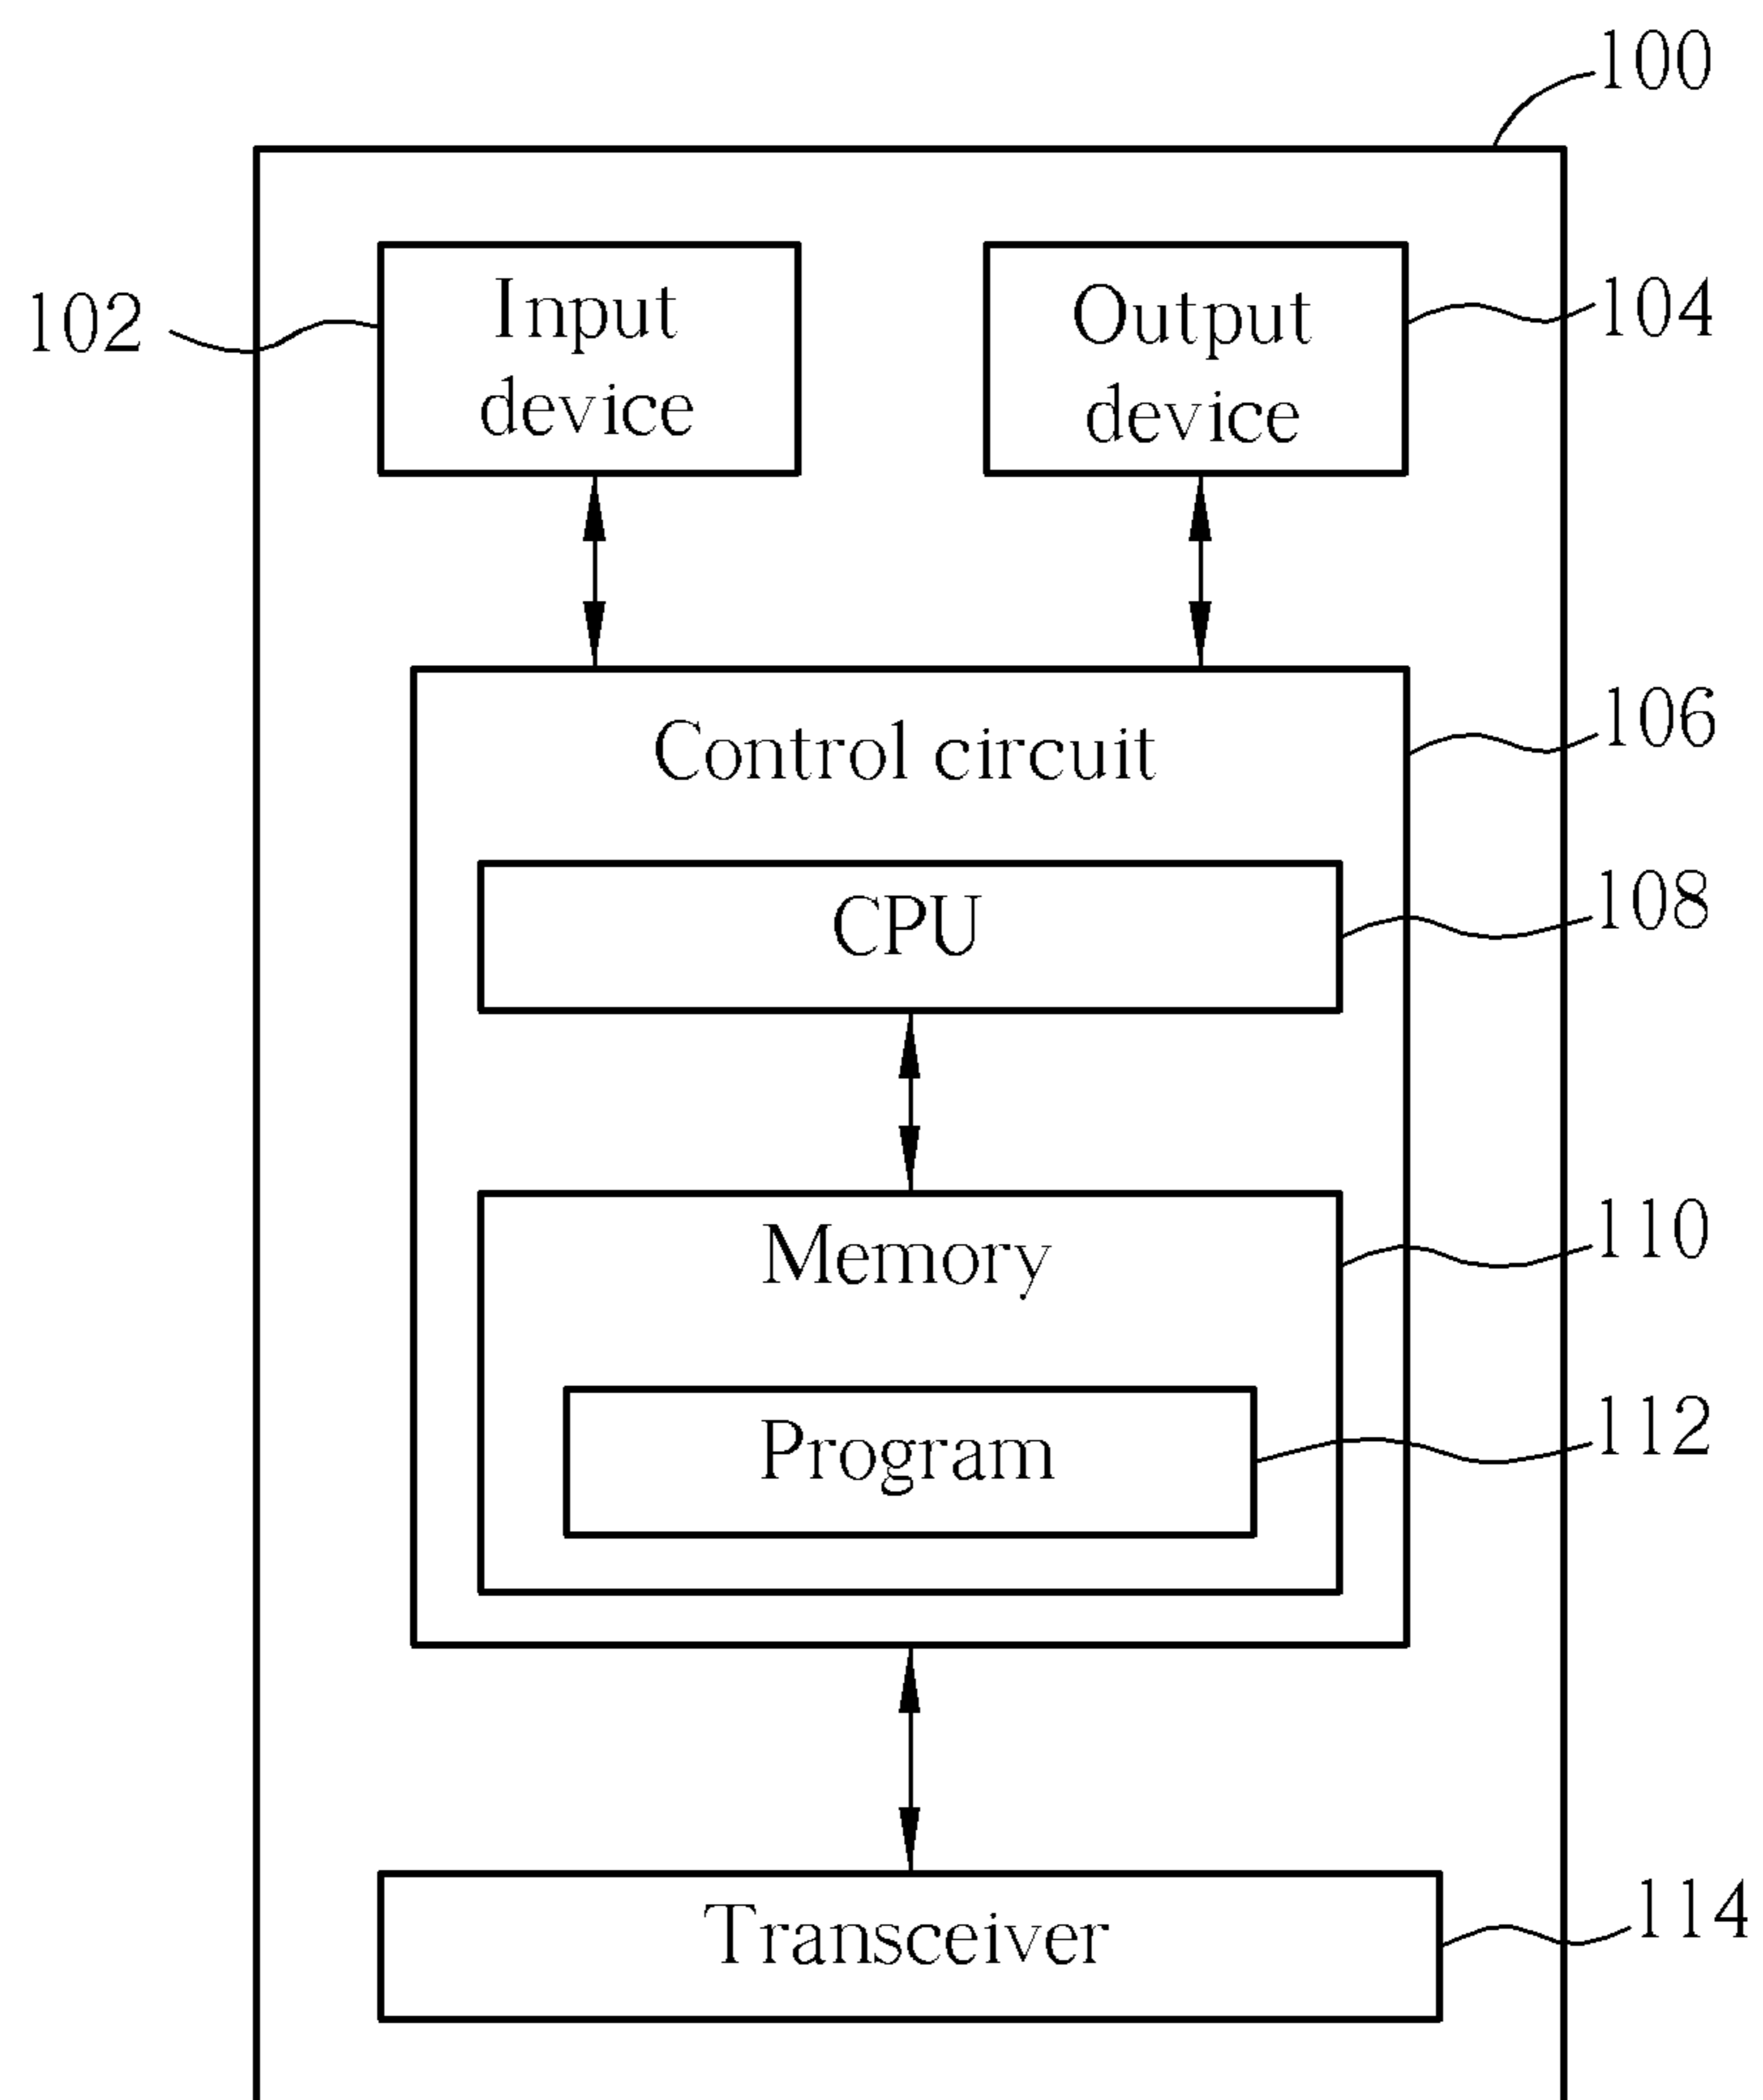 100
Input
device
102
Output
device
104
Control circuit
106
CPU
108
Memory
110
Program
112
Transceiver
114